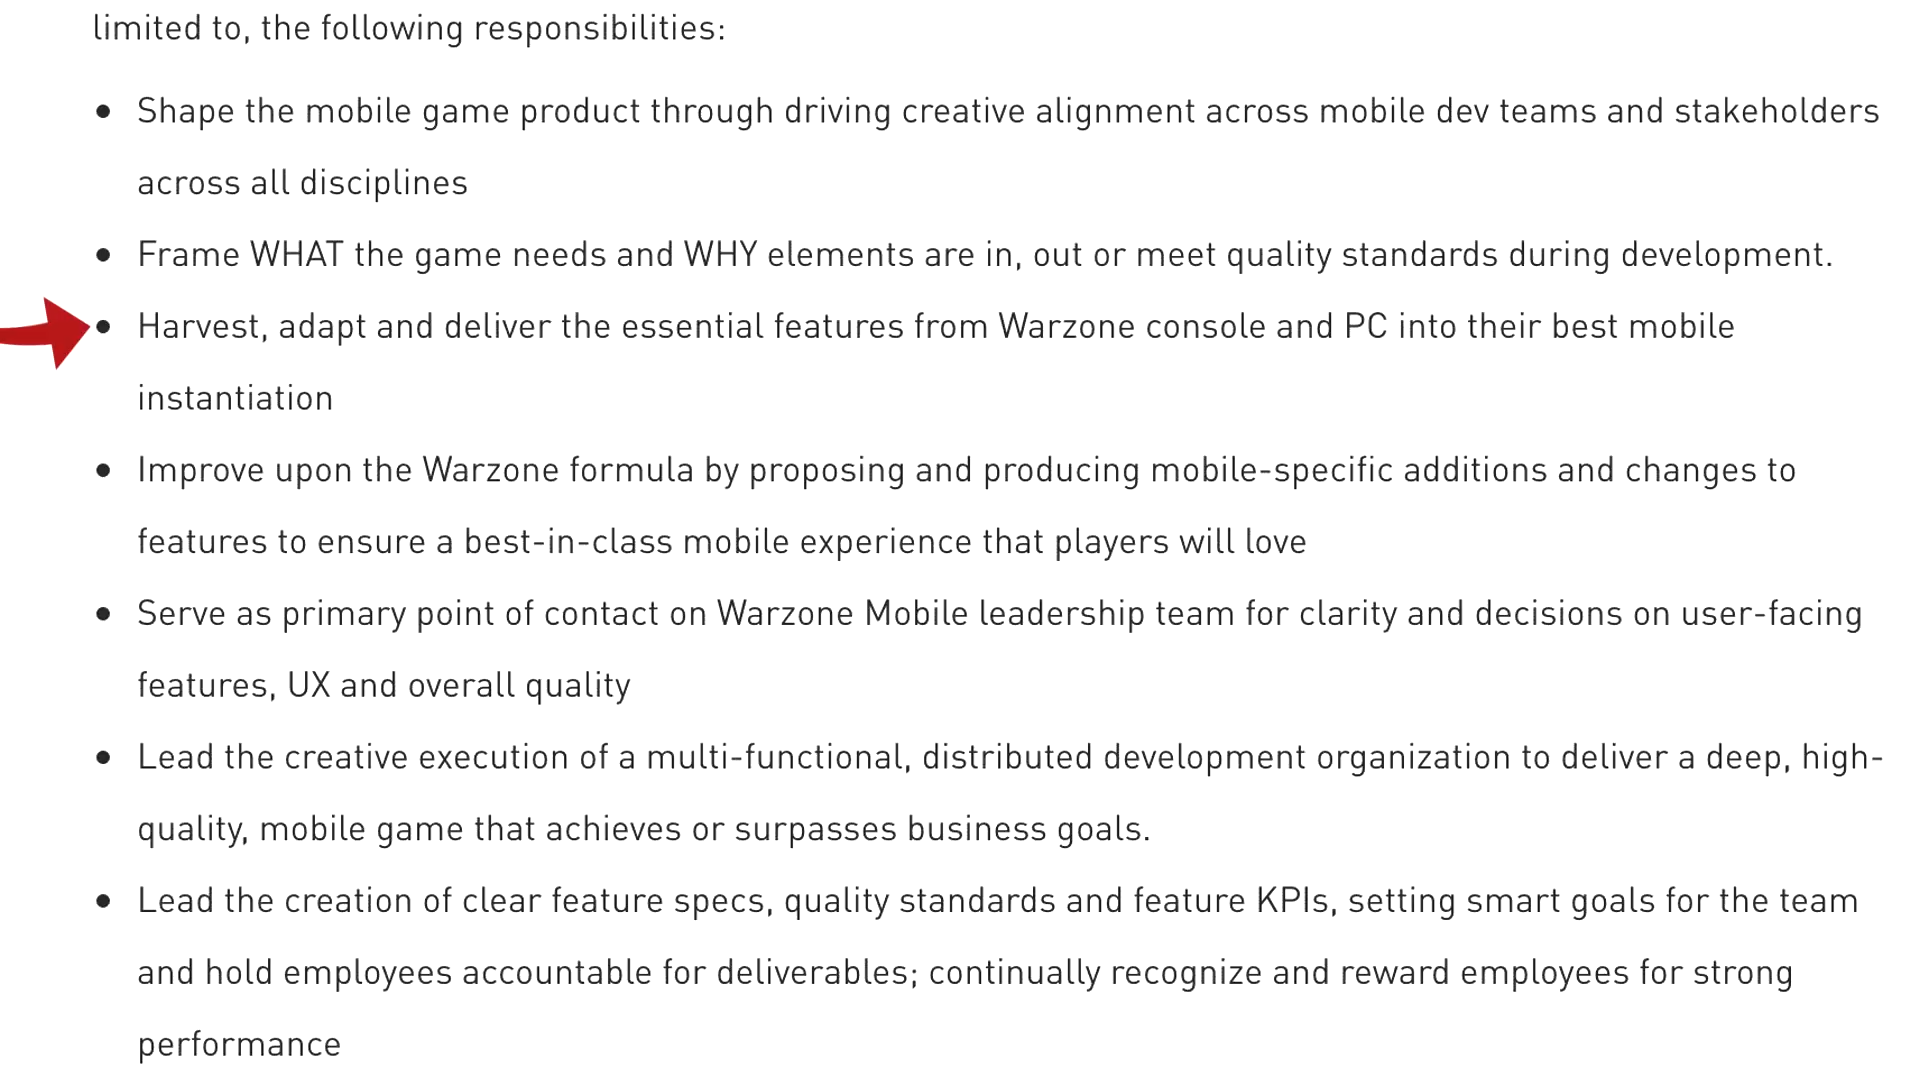 limited to, the following responsibilities:
• Shape the mobile game product through driving creative alignment across mobile dev teams and stakeholders
across all disciplines
• Frame WHAT the game needs and WHY elements are in, out or meet quality standards during development.
• Harvest, adapt and deliver the essential features from Warzone console and PC into their best mobile
instantiation
• Improve upon the Warzone formula by proposing and producing mobile-specific additions and changes to
features to ensure a best-in-class mobile experience that players will love
• Serve as primary point of contact on Warzone Mobile leadership team for clarity and decisions on user-facing
features, UX and overall quality
• Lead the creative execution of a multi-functional, distributed development organization to deliver a deep, high-
quality, mobile game that achieves or surpasses business goals.
• Lead the creation of clear feature specs, quality standards and feature KPIs, setting smart goals for the team
and hold employees accountable for deliverables; continually recognize and reward employees for strong
performance